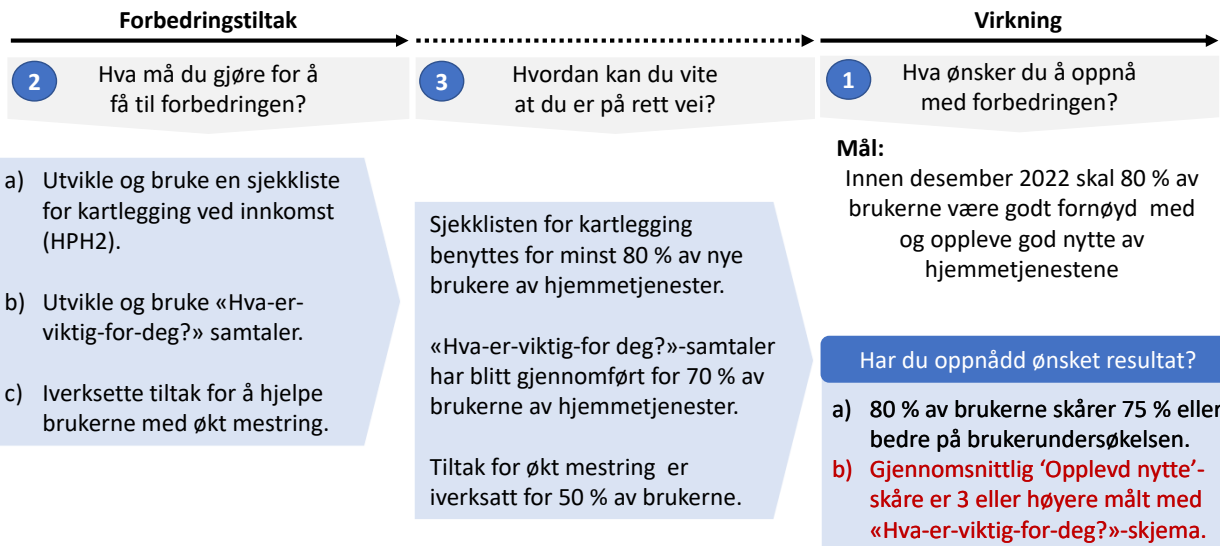 Forbedringstiltak
Virkning
2
Hva må du gjøre for å
få til forbedringen?
3
Hvordan kan du vite
at du er på rett vei?
1
Hva ønsker du å oppnå
med forbedringen?
a) Utvikle og bruke en sjekkliste
for kartlegging ved innkomst
(HPH2).
b) Utvikle og bruke «Hva-er-
viktig-for-deg?» samtaler.
c) Iverksette tiltak for å hjelpe
brukerne med økt mestring.
Sjekklisten for kartlegging
benyttes for minst 80 % av nye
brukere av hjemmetjenester.
«Hva-er-viktig-for deg?»-samtaler
har blitt gjennomført for 70 % av
brukerne av hjemmetjenester.
Tiltak for økt mestring er
iverksatt for 50 % av brukerne.
Mål:
Innen desember 2022 skal 80 % av
brukerne være godt fornøyd med
og oppleve god nytte av
hjemmetjenestene
Har du oppnådd ønsket resultat?
a) 80 % av brukerne skårer 75 % eller
bedre på brukerundersøkelsen.
b) Gjennomsnittlig 'Opplevd nytte'-
skåre er 3 eller høyere målt med
«Hva-er-viktig-for-deg?»-skjema.